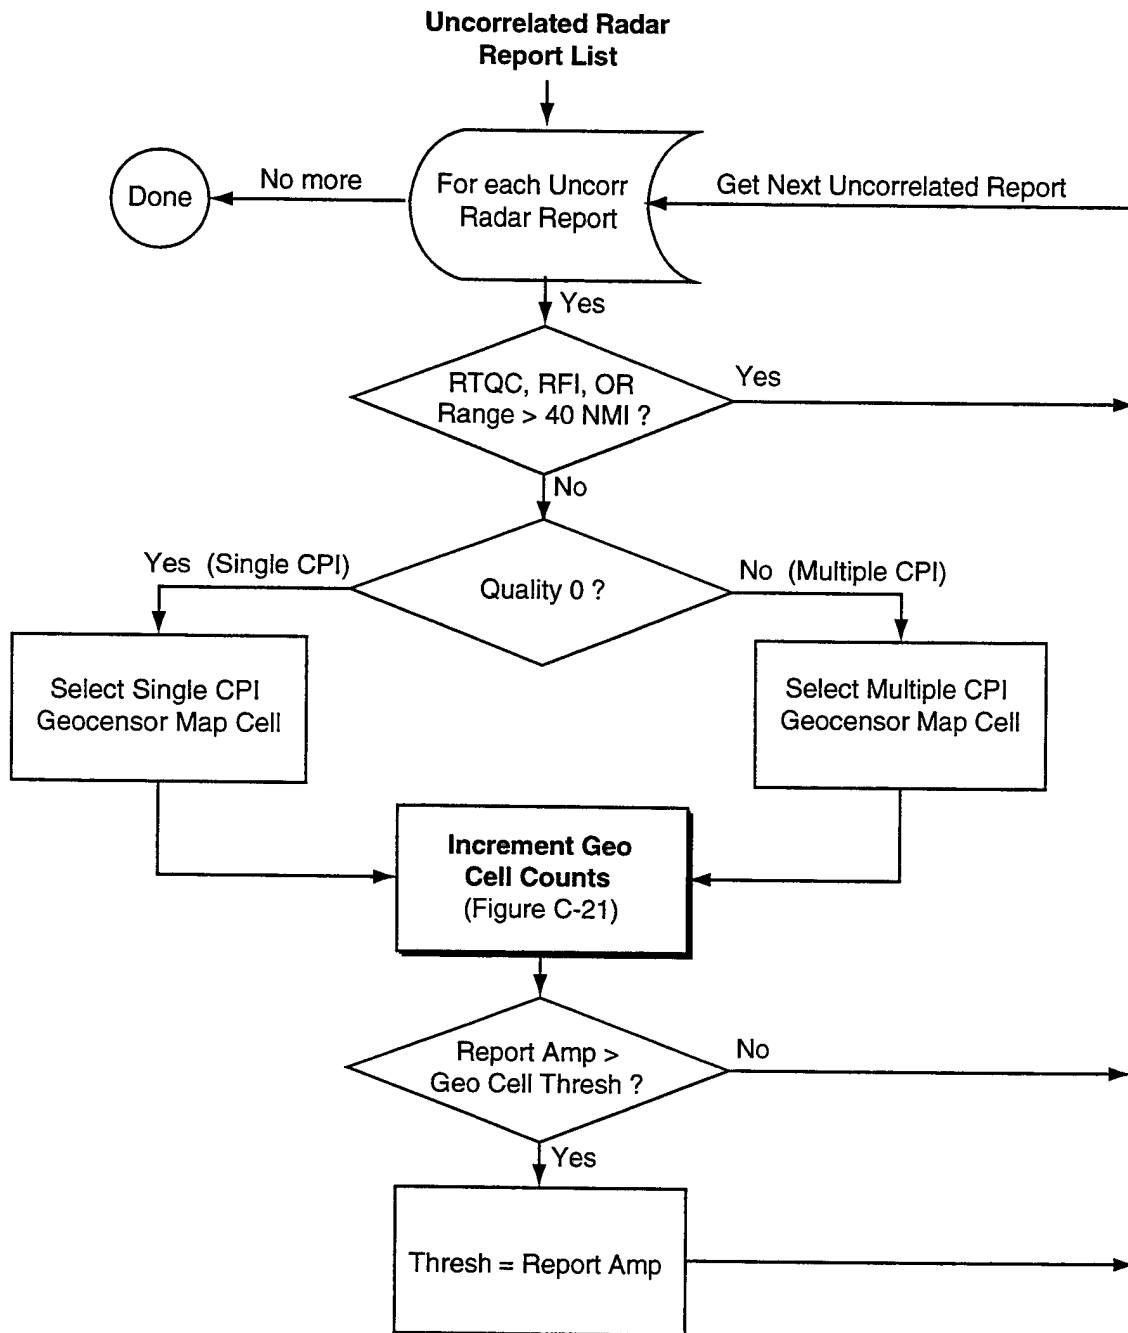 Uncorrelated Radar
Report List
Done
No more
For each Uncorr
Radar Report
Get Next Uncorrelated Report
Yes
RTQC, RFI, OR
Range > 40 NMI ?
Yes
No
Yes (Single CPI)
Quality 0 ?
No (Multiple CPI)
Select Single CPI
Geocensor Map Cell
Select Multiple CPI
Geocensor Map Cell
Increment Geo
Cell Counts
(Figure C-21)
Report Amp >
Geo Cell Thresh ?
No
Yes
Thresh = Report Amp